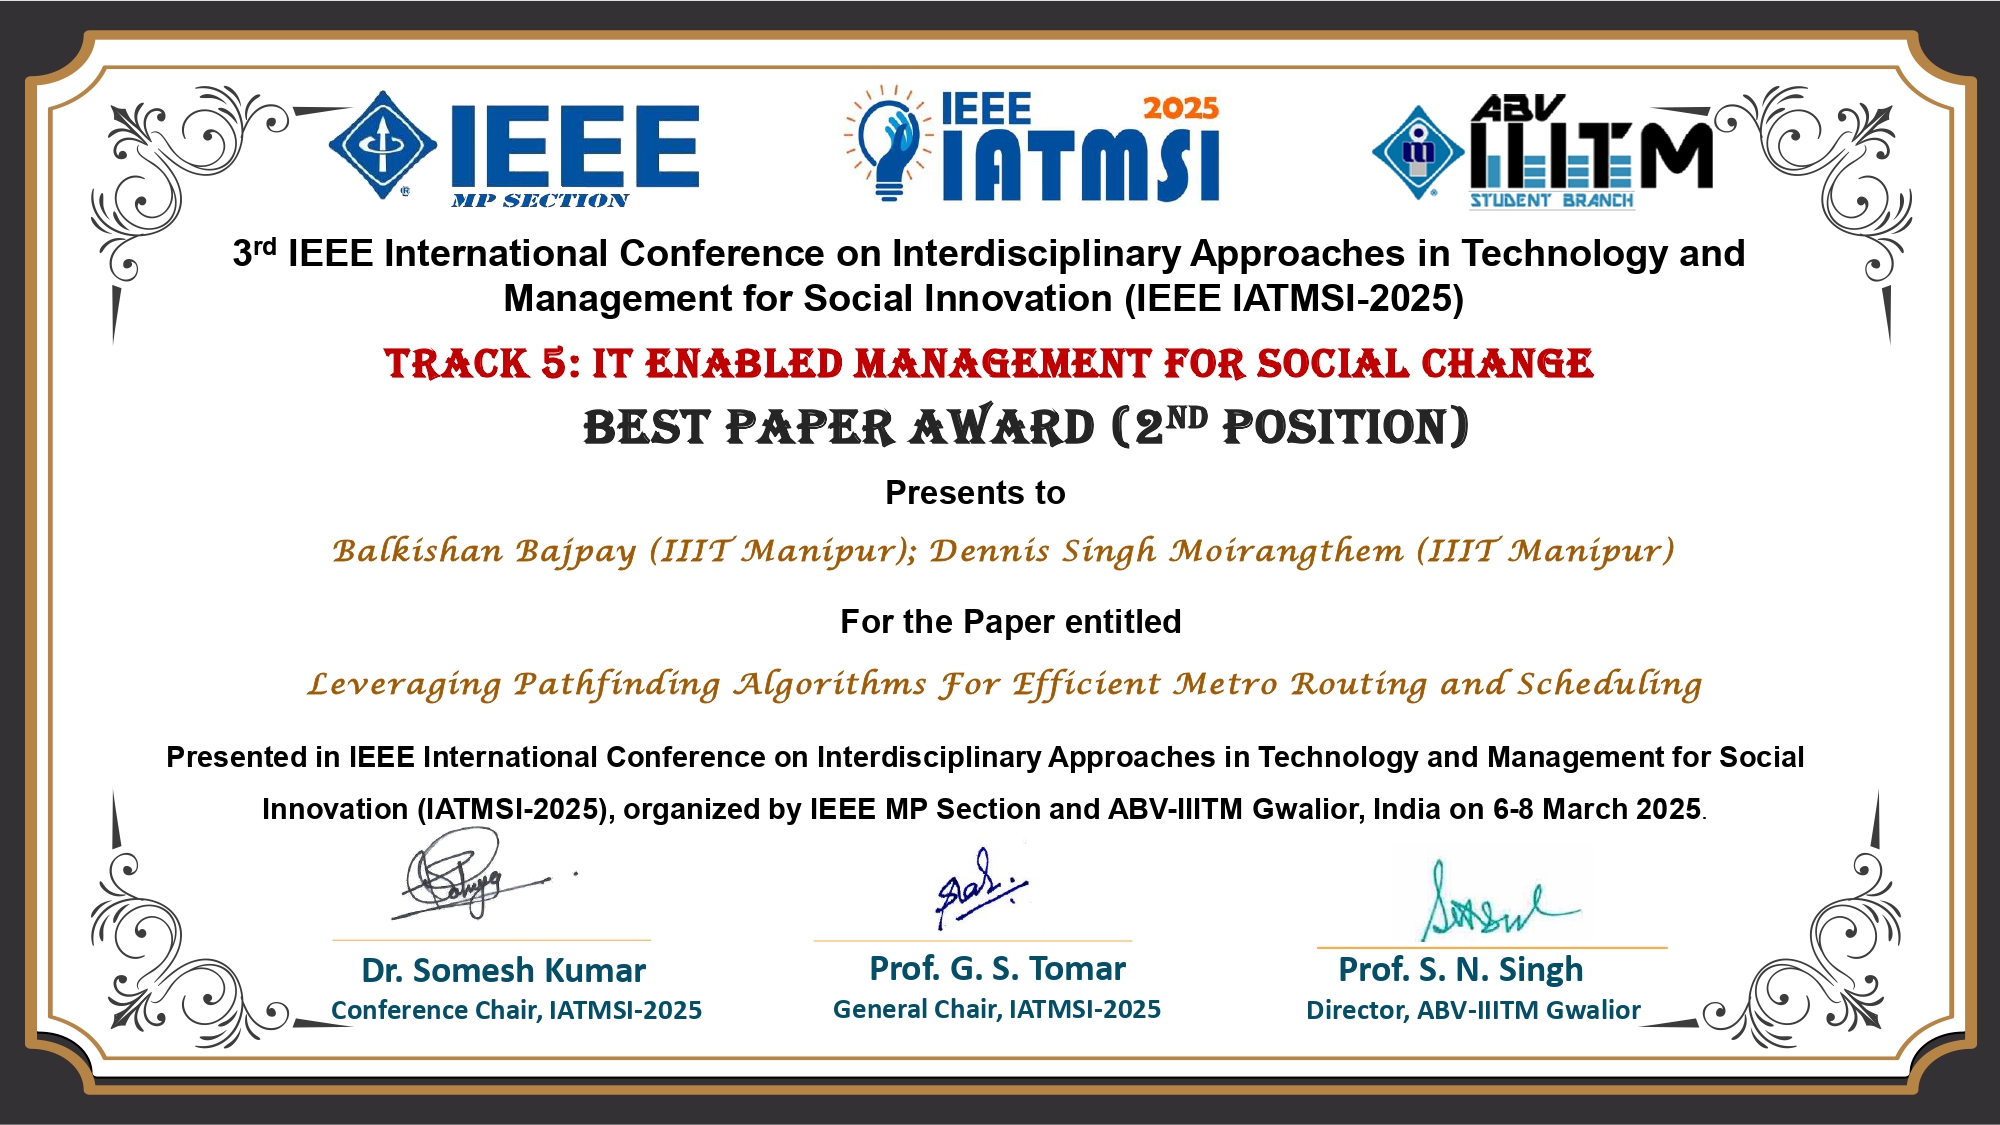 IEEE
MP SECTION
IEEE 2025
IATMSI
ABV
IIITM
STUDENT BRANCH
3rd IEEE International Conference on Interdisciplinary Approaches in Technology and
Management for Social Innovation (IEEE IATMSI-2025)
TRACK 5: IT ENABLED MANAGEMENT FOR SOCIAL CHANGE
BEST PAPER AWARD (2ND POSITION)
Presents to
Balkishan Bajpay (IIIT Manipur); Dennis Singh Moirangthem (IIIT Manipur)
For the Paper entitled
Leveraging Pathfinding Algorithms For Efficient Metro Routing and Scheduling
Presented in IEEE International Conference on Interdisciplinary Approaches in Technology and Management for Social
Innovation (IATMSI-2025), organized by IEEE MP Section and ABV-IIITM Gwalior, India on 6-8 March 2025.
Dr. Somesh Kumar
Conference Chair, IATMSI-2025
Prof. G. S. Tomar
General Chair, IATMSI-2025
Prof. S. N. Singh
Director, ABV-IIITM Gwalior